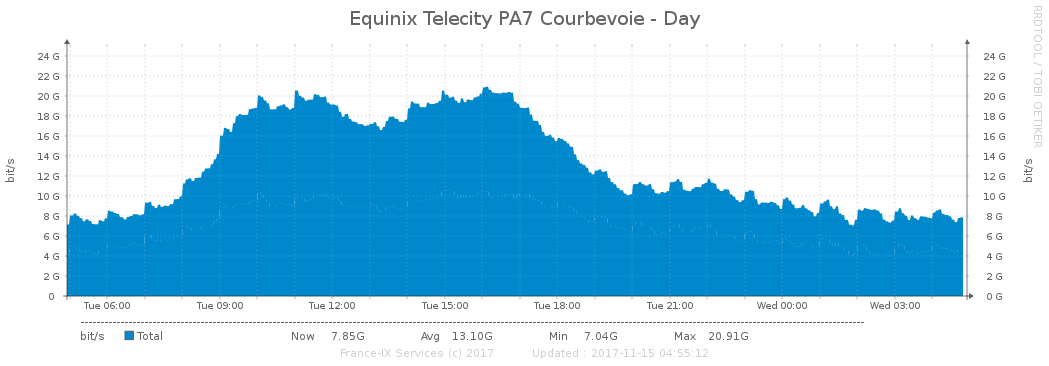 Equinix Telecity PA7 Courbevoie - Day
RRDTOOL / TOBI OETIKER
bit/s
bit/s
24 G 24 G
22 G 22 G
20 G 20 G
18 G 18 G
16 G 16 G
14 G 14 G
12 G 12 G
10 G 10 G
8 G 8 G
6 G 6 G
4 G 4 G
2 G 2 G
0 0 G
Tue 06:00 Tue 09:00 Tue 12:00 Tue 15:00 Tue 18:00 Tue 21:00 Wed 00:00 Wed 03:00
bit/s Total Now 7.85G Avg 13.10G Min 7.04G Max 20.91G
France-IX Services (c) 2017 Updated : 2017-11-15 04:55:12